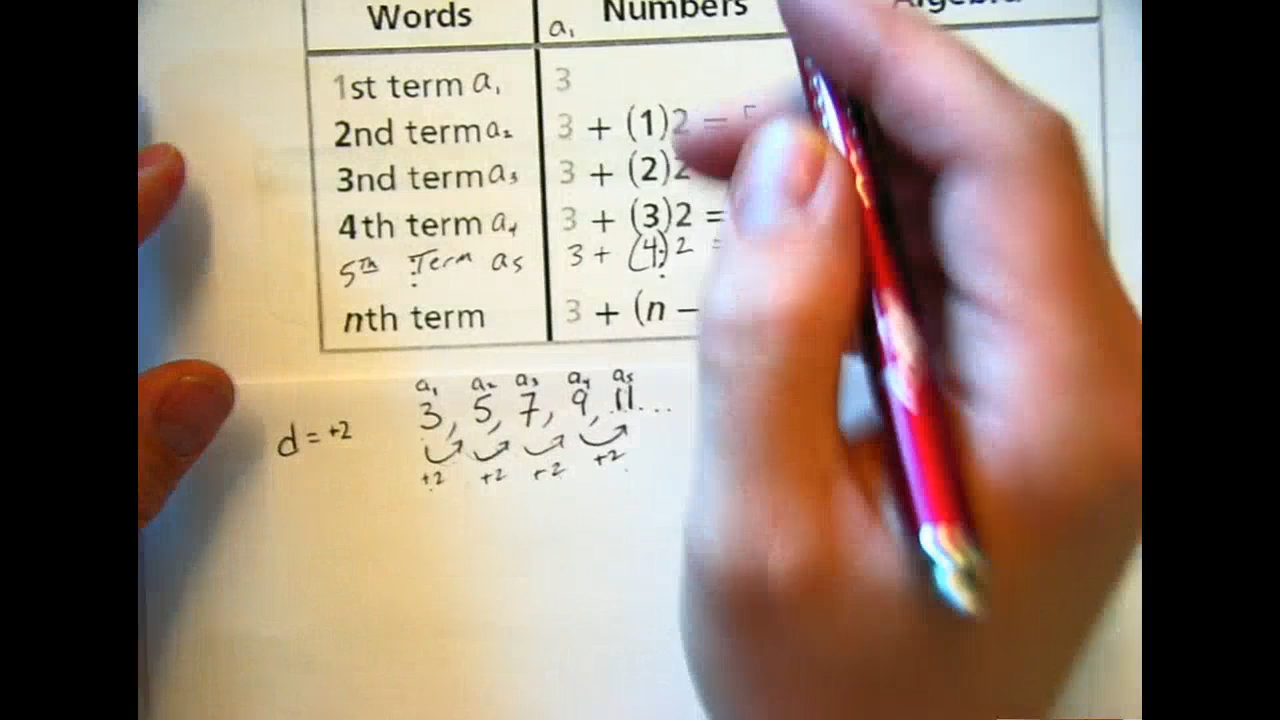 Words Numbers
a₁
1st term a₁ 3
2nd term a₂ 3 + (1)2 =
3nd term a₃ 3 + (2)2
4th term a₄ 3 + (3)2 =
5th Term a₅ 3 + (4)2 =
nth term 3 + (n −
a₁ a₂ a₃ a₄ a₅
d = +2 3, 5, 7, 9, 11...
+2 +2 +2 +2